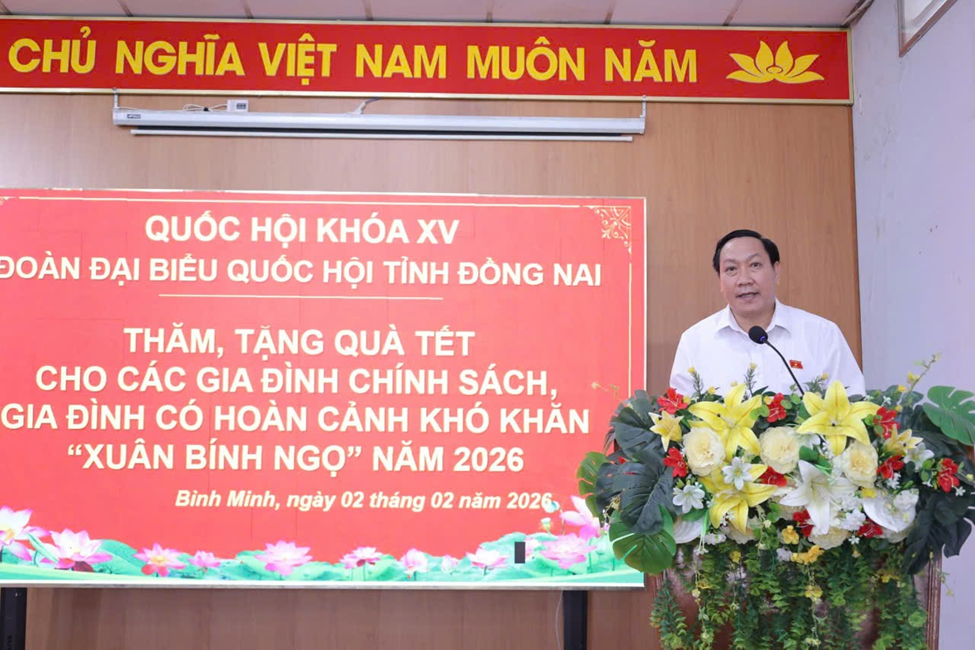 CHỦ NGHĨA VIỆT NAM MUÔN NĂM
QUỐC HỘI KHÓA XV
ĐOÀN ĐẠI BIỂU QUỐC HỘI TỈNH ĐỒNG NAI
THĂM, TẶNG QUÀ TẾT
CHO CÁC GIA ĐÌNH CHÍNH SÁCH,
GIA ĐÌNH CÓ HOÀN CẢNH KHÓ KHĂN
“XUÂN BÍNH NGỌ” NĂM 2026
Bình Minh, ngày 02 tháng 02 năm 2026